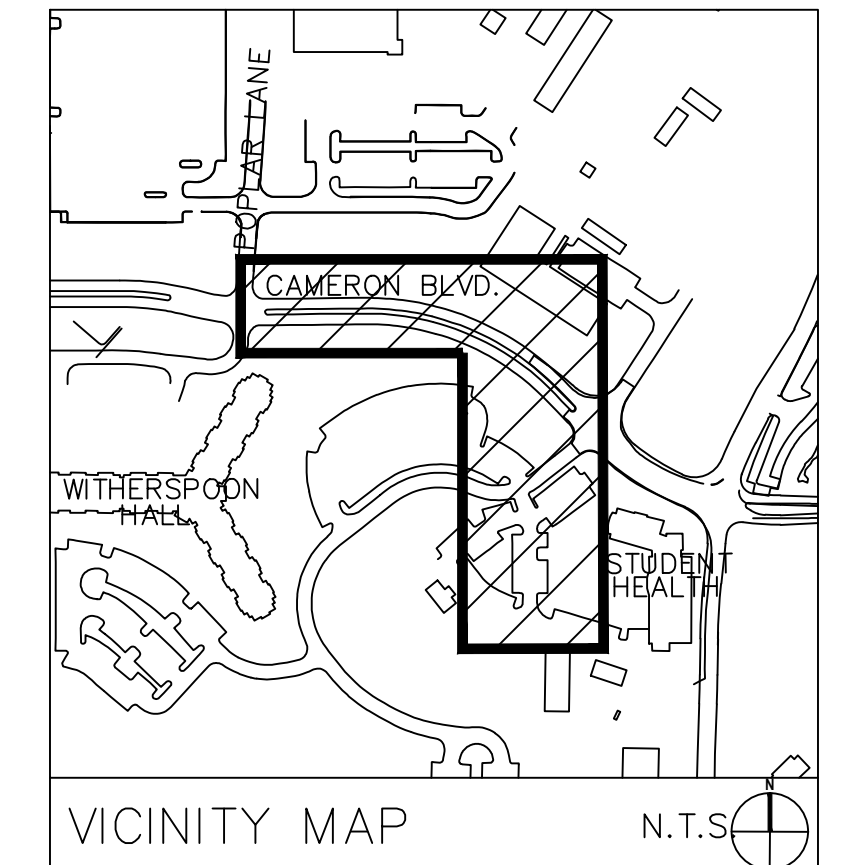 POPLAR LANE
CAMERON BLVD.
WITHERSPOON
HALL
STUDENT
HEALTH
N
VICINITY MAP
N.T.S.